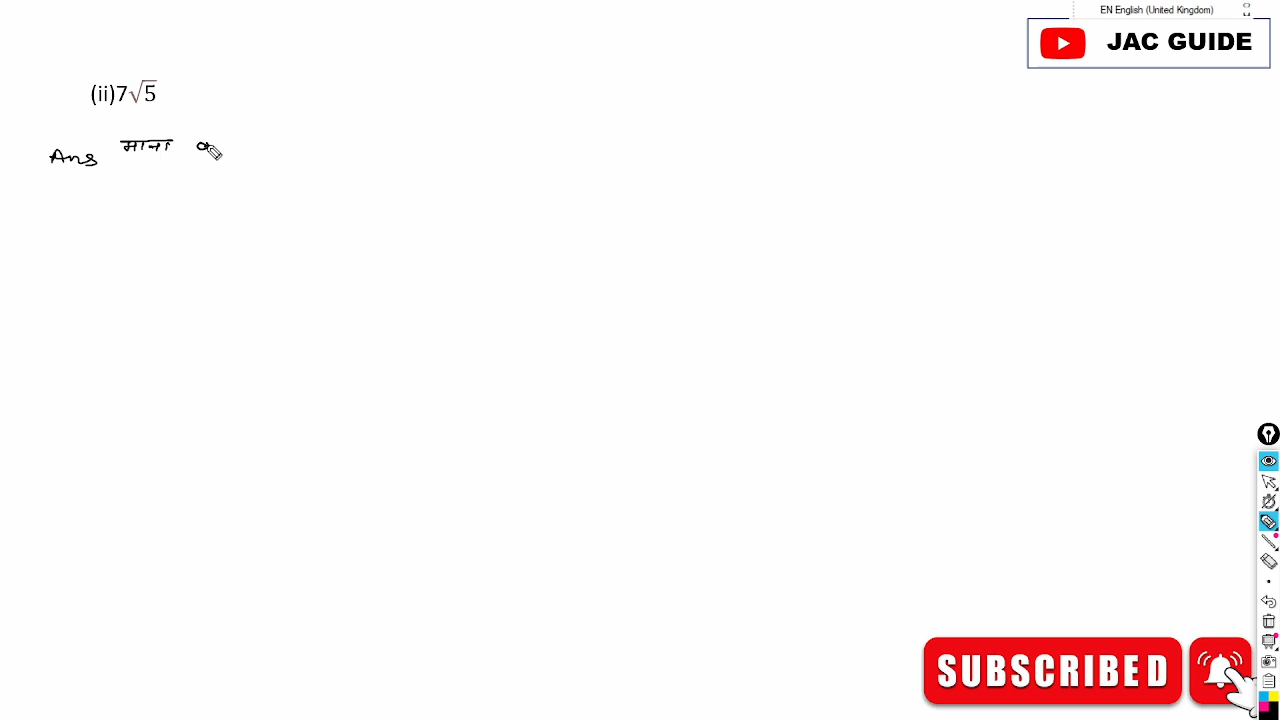 EN English (United Kingdom)
JAC GUIDE
(ii)7√5
Ans माना
SUBSCRIBED